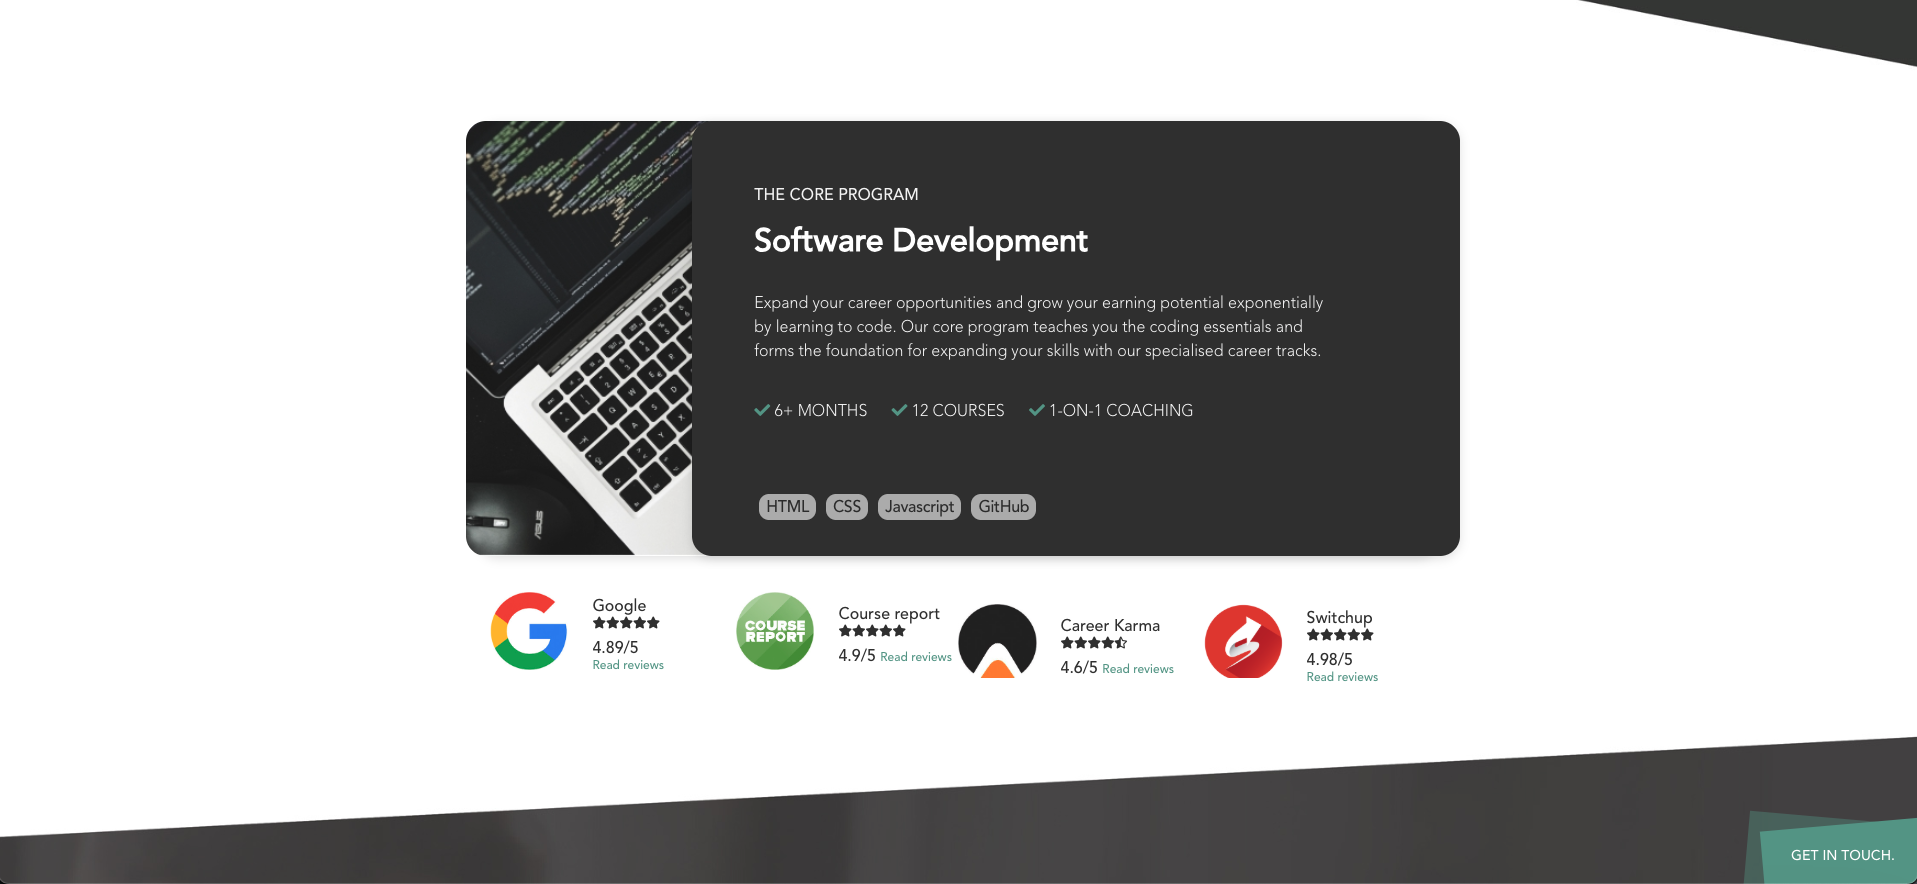 THE CORE PROGRAM
Software Development
Expand your career opportunities and grow your earning potential exponentially
by learning to code. Our core program teaches you the coding essentials and
forms the foundation for expanding your skills with our specialised career tracks.
6+ MONTHS 12 COURSES 1-ON-1 COACHING
HTML CSS Javascript GitHub
ASUS
Google
4.89/5
Read reviews
COURSE
REPORT
Course report
4.9/5 Read reviews
Career Karma
4.6/5 Read reviews
Switchup
4.98/5
Read reviews
GET IN TOUCH.